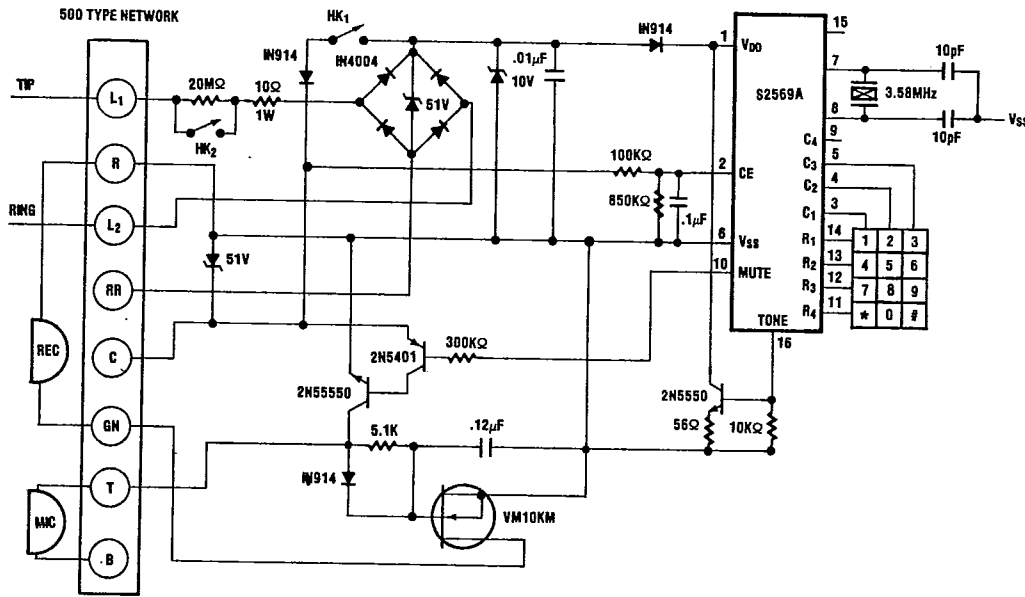 500 TYPE NETWORK
HK1
IN914
IN4004
.01µF
10V
IN914
1
VDD
15
7
10pF
S2569A
3.58MHz
8
10pF
VSS
TIP
L1
20MΩ
10Ω
1W
51V
HK2
9
C4
5
C3
4
C2
3
C1
R
100KΩ
2
CE
850KΩ
.1µF
RING
L2
6
VSS
14
R1
1 2 3
13
R2
4 5 6
12
R3
7 8 9
11
R4
* 0 #
51V
10
MUTE
RR
TONE
16
REC
C
2N5401
300KΩ
2N55550
2N5550
56Ω
10KΩ
GN
5.1K
.12µF
IN914
T
VM10KM
MIC
B